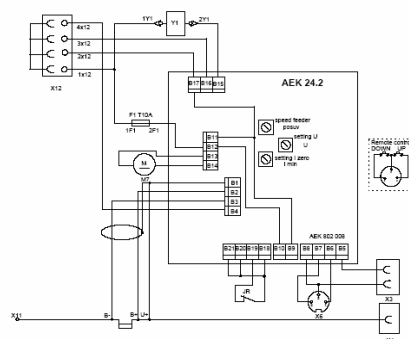 1Y1
Y1
2Y1
4x12
3x12
2x12
1x12
X12
B17
B16
B15
AEK 24.2
F1 T10A
1F1
2F1
speed feeder
posuv
setting U
U
setting I zero
I min
Remote control
DOWN UP
B11
B12
B13
B14
M
M7
B1
B2
B3
B4
AEK 802 008
B21
B20
B19
B18
B10
B9
B8
B7
B6
B5
JR
X5
X3
X11
B-
B+
U+